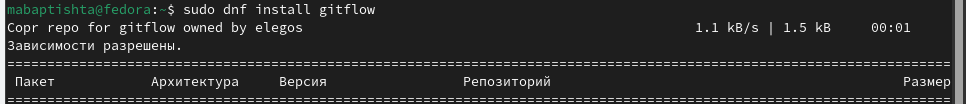 mabaptishta@fedora:~$ sudo dnf install gitflow
Copr repo for gitflow owned by elegos 1.1 kB/s | 1.5 kB 00:01
Зависимости разрешены.
================================================================================================================
Пакет Архитектура Версия Репозиторий Размер
================================================================================================================